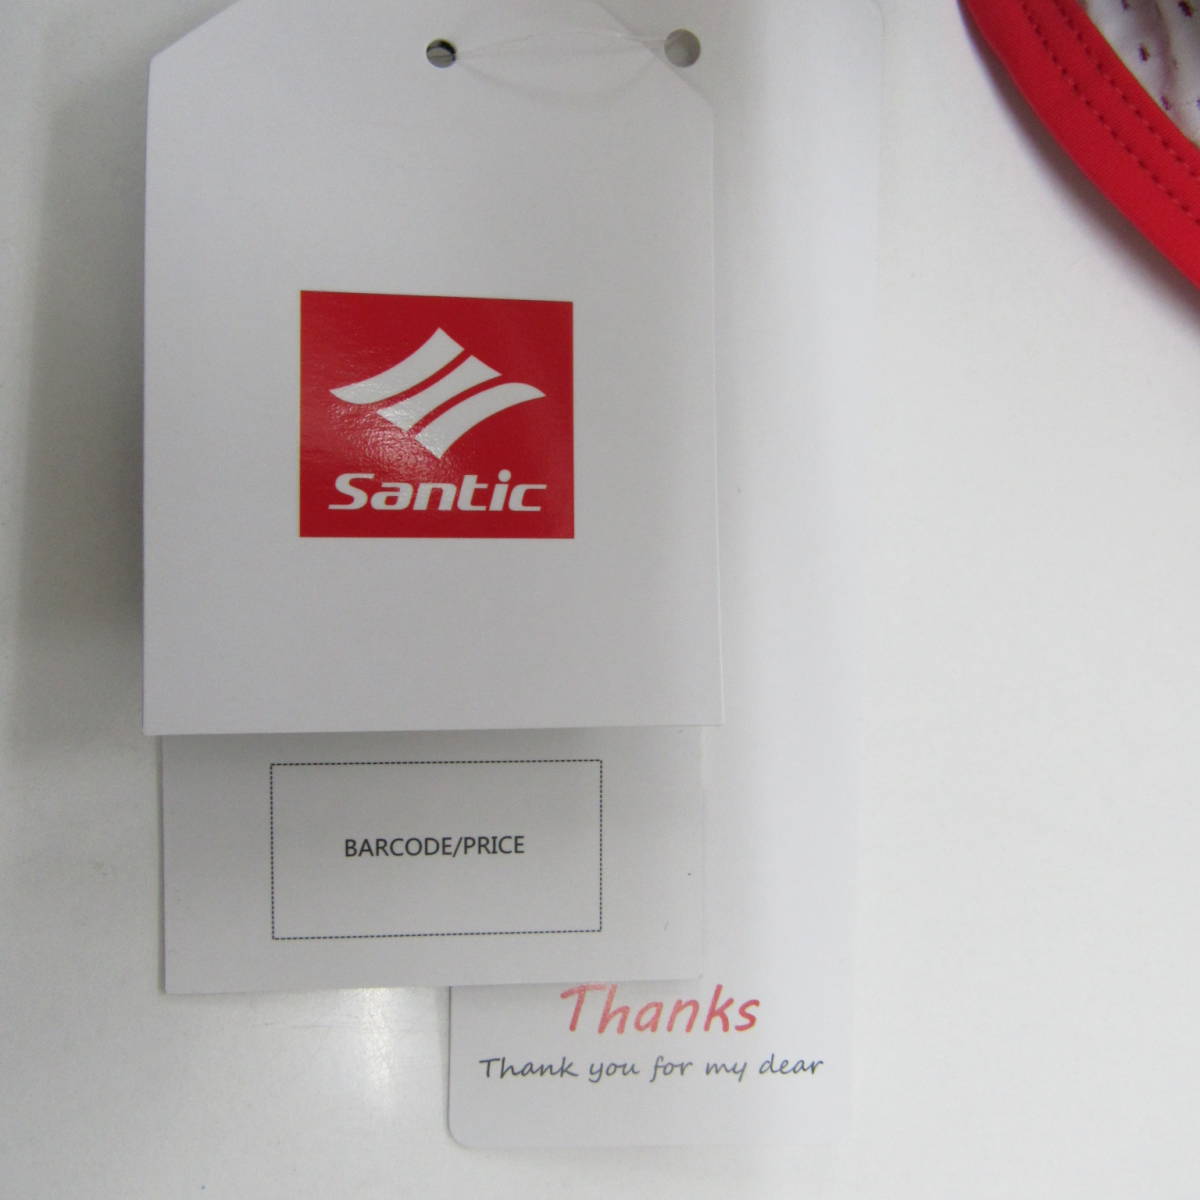 Santic
BARCODE/PRICE
Thanks
Thank you for my dear